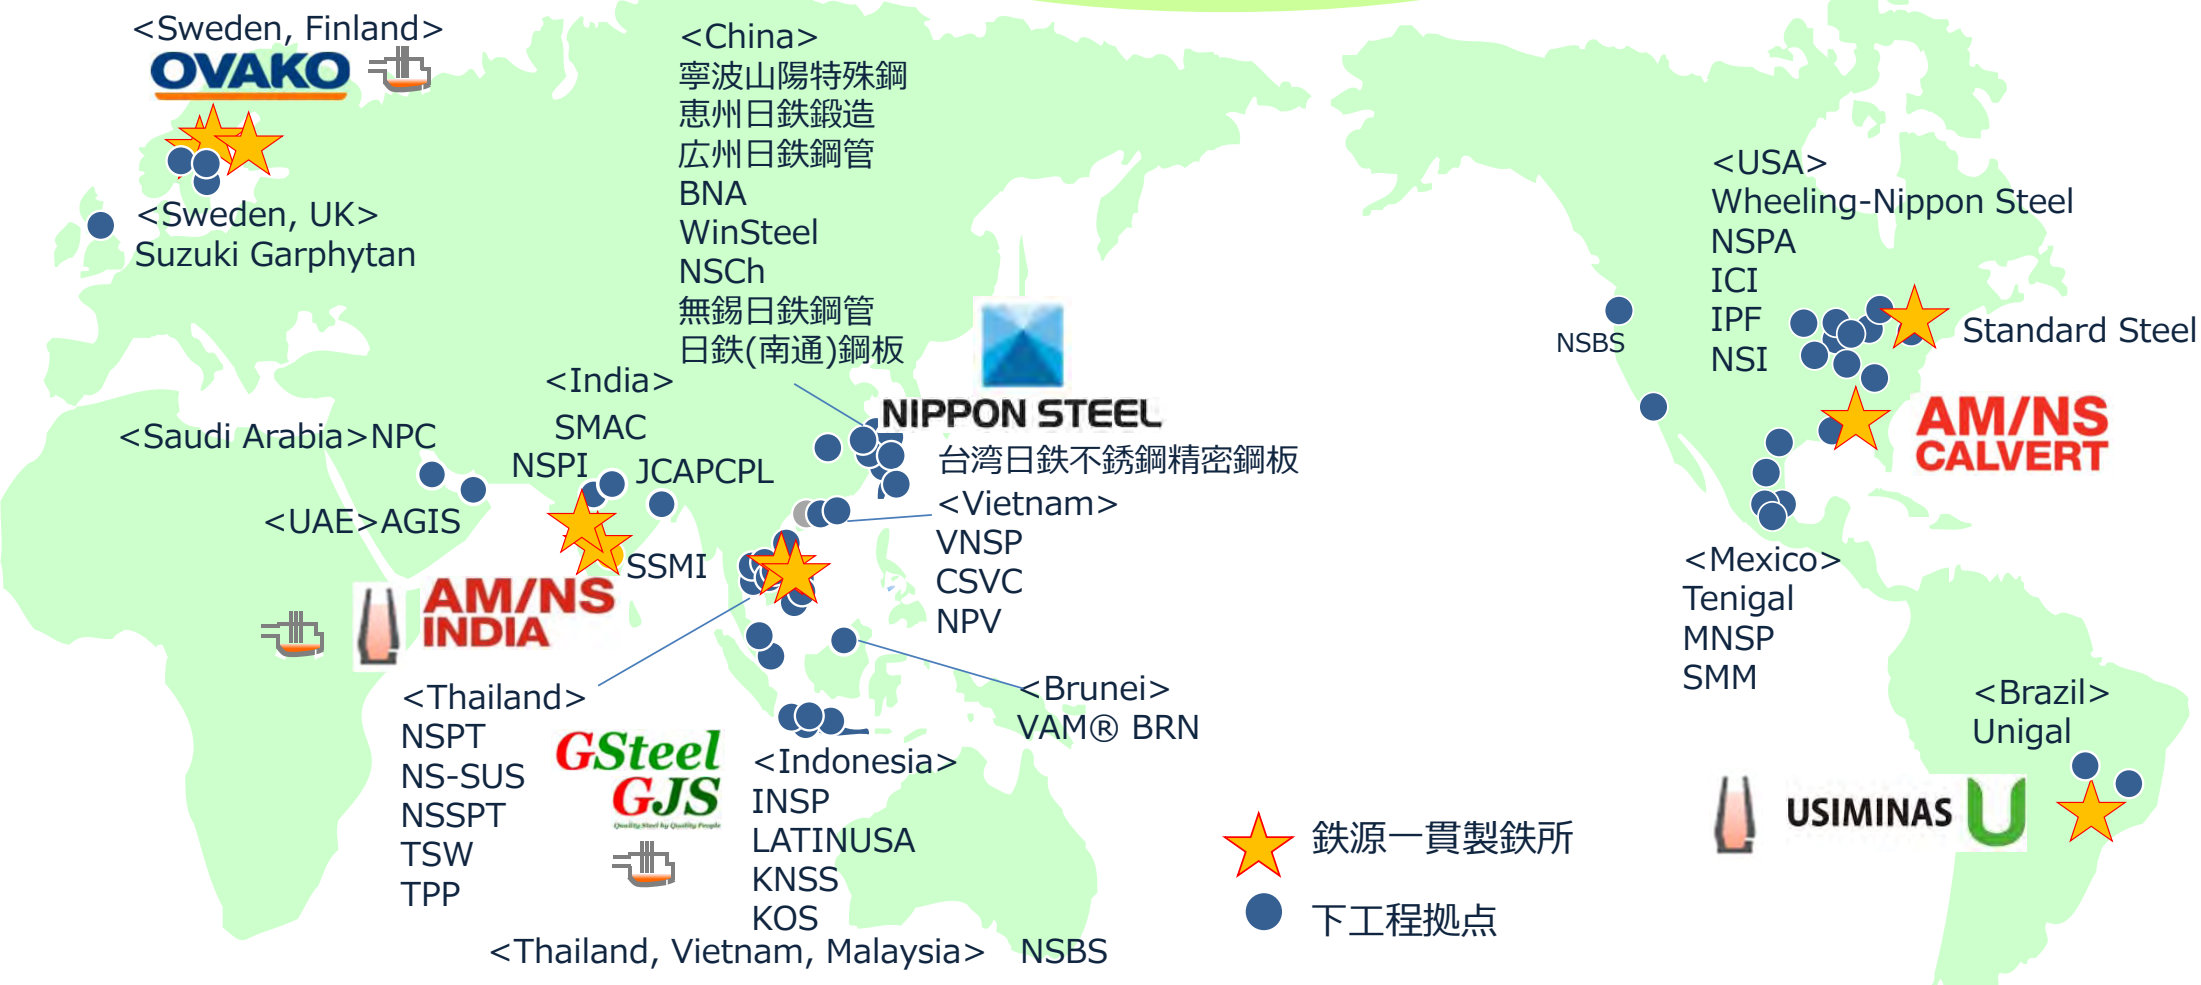 <Sweden, Finland>
OVAKO
<Sweden, UK>
Suzuki Garphytan
<China>
寧波山陽特殊鋼
恵州日鉄鍛造
広州日鉄鋼管
BNA
WinSteel
NSCh
無錫日鉄鋼管
日鉄(南通)鋼板
NIPPON STEEL
台湾日鉄不銹鋼精密鋼板
<India>
SMAC
NSPI
JCAPCPL
SSMI
AM/NS
INDIA
<Saudi Arabia>NPC
<UAE>AGIS
<Vietnam>
VNSP
CSVC
NPV
<Brunei>
VAM® BRN
<Thailand>
NSPT
NS-SUS
NSSPT
TSW
TPP
GSteel
GJS
Quality Steel by Quality People
<Indonesia>
INSP
LATINUSA
KNSS
KOS
<Thailand, Vietnam, Malaysia> NSBS
<USA>
Wheeling-Nippon Steel
NSPA
ICI
IPF
NSI
NSBS
Standard Steel
AM/NS
CALVERT
<Mexico>
Tenigal
MNSP
SMM
<Brazil>
Unigal
USIMINAS
鉄源一貫製鉄所
下工程拠点